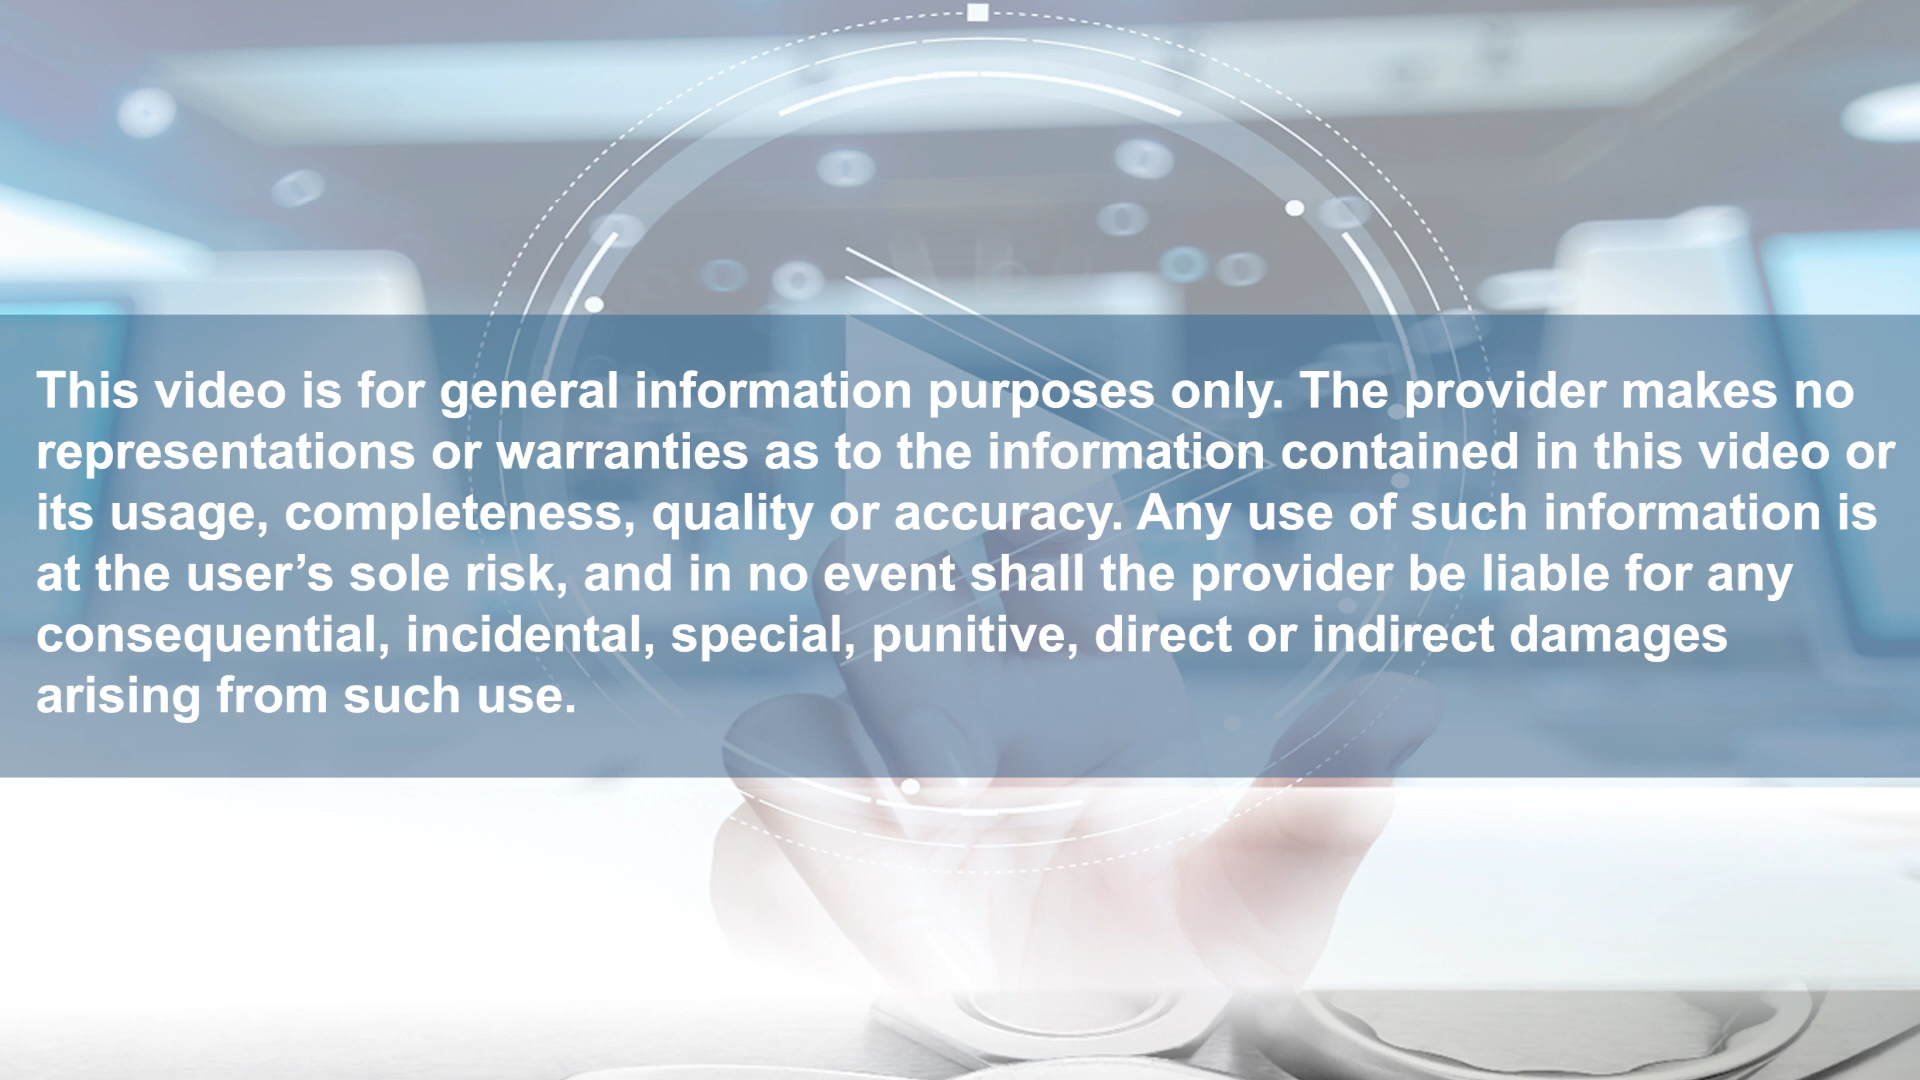 This video is for general information purposes only. The provider makes no
representations or warranties as to the information contained in this video or
its usage, completeness, quality or accuracy. Any use of such information is
at the user’s sole risk, and in no event shall the provider be liable for any
consequential, incidental, special, punitive, direct or indirect damages
arising from such use.